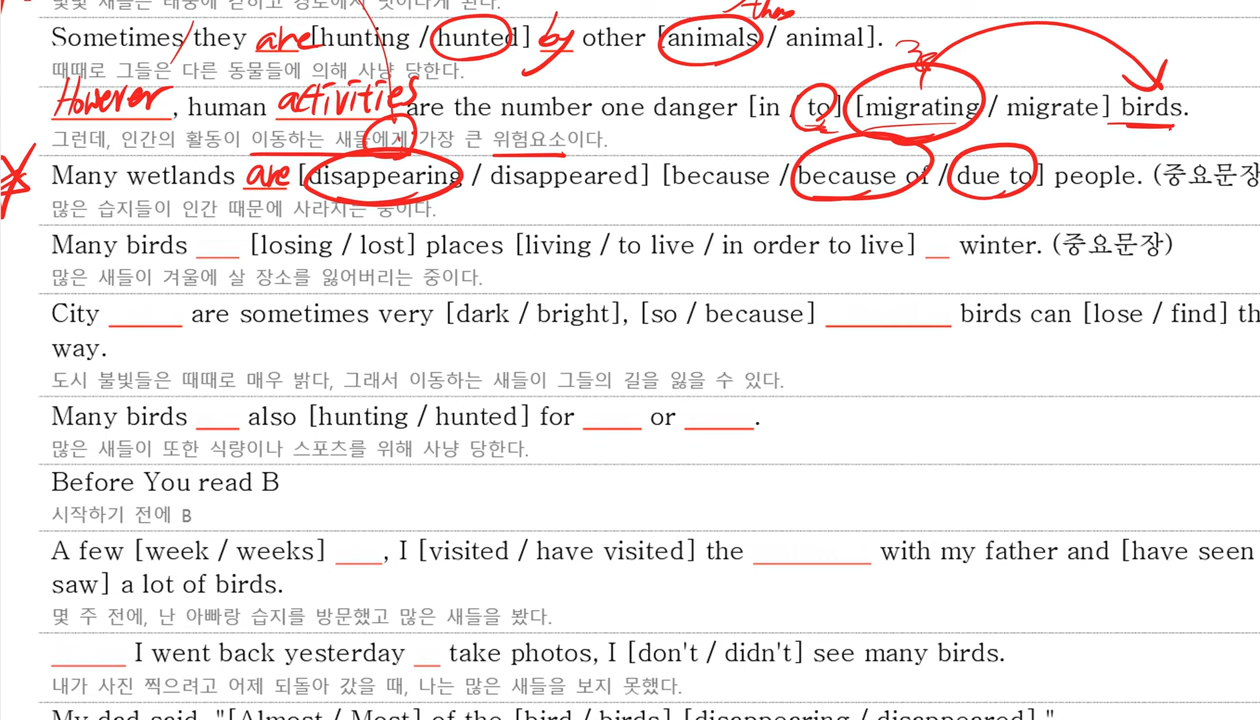 Sometimes they are [hunting / hunted] by other [animals / animal].
때때로 그들은 다른 동물들에 의해 사냥 당한다.
However, human activities are the number one danger [in / to] [migrating / migrate] birds.
그런데, 인간의 활동이 이동하는 새들에게 가장 큰 위험요소이다.
Many wetlands are [disappearing / disappeared] [because / because of / due to] people. (중요문장
많은 습지들이 인간 때문에 사라지는 중이다.
Many birds ___ [losing / lost] places [living / to live / in order to live] __ winter. (중요문장)
많은 새들이 겨울에 살 장소를 잃어버리는 중이다.
City _____ are sometimes very [dark / bright], [so / because] _________ birds can [lose / find] th
way.
도시 불빛들은 때때로 매우 밝다, 그래서 이동하는 새들이 그들의 길을 잃을 수 있다.
Many birds ___ also [hunting / hunted] for ____ or _____.
많은 새들이 또한 식량이나 스포츠를 위해 사냥 당한다.
Before You read B
시작하기 전에 B
A few [week / weeks] ___, I [visited / have visited] the ________ with my father and [have seen
saw] a lot of birds.
몇 주 전에, 난 아빠랑 습지를 방문했고 많은 새들을 봤다.
_____ I went back yesterday __ take photos, I [don't / didn't] see many birds.
내가 사진 찍으려고 어제 되돌아 갔을 때, 나는 많은 새들을 보지 못했다.
My dad said, "[Almost / Most] of the [bird / birds] [disappearing / disappeared]."